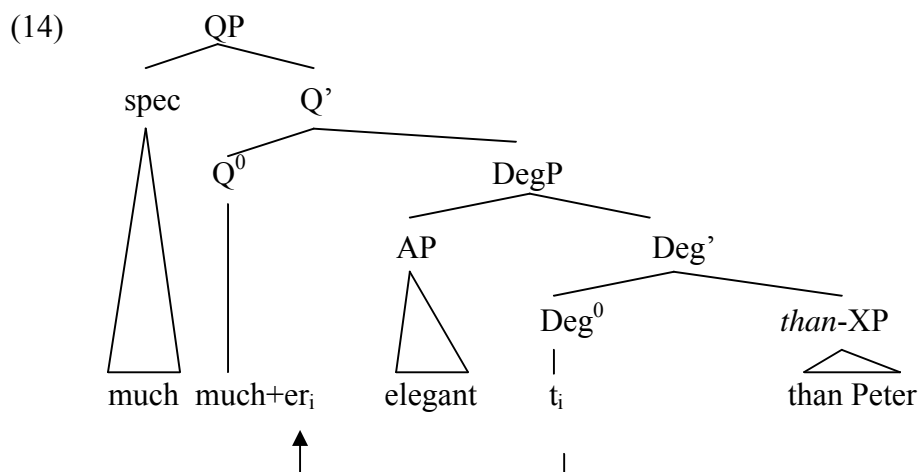 (14) QP
spec Q’
Q⁰ DegP
AP Deg’
Deg⁰ than-XP
much much+erᵢ elegant tᵢ than Peter